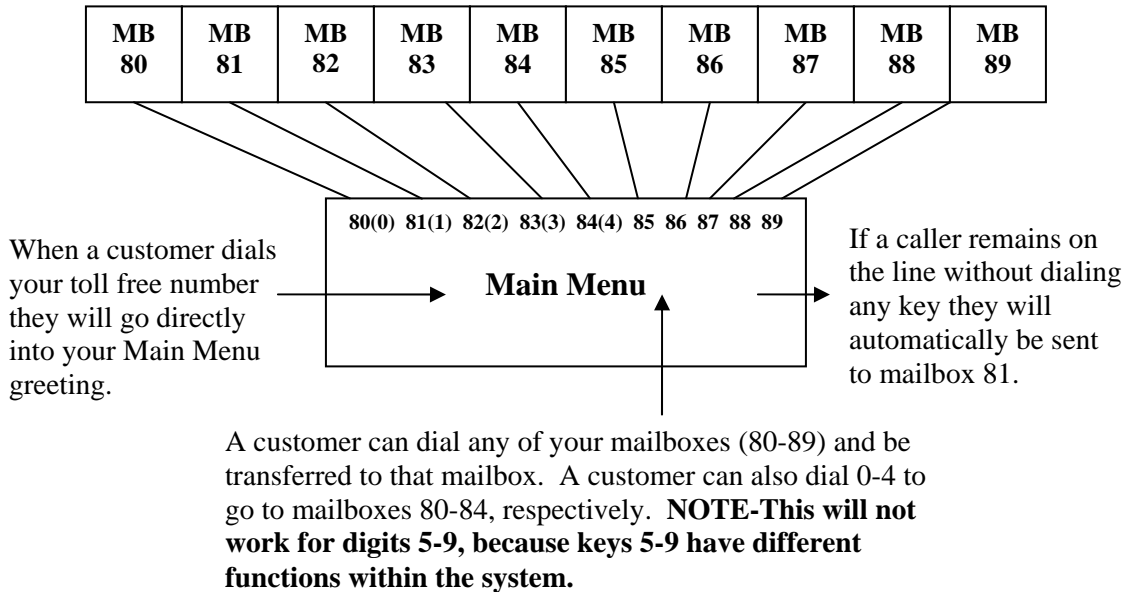 MB MB MB MB MB MB MB MB MB MB
80 81 82 83 84 85 86 87 88 89
80(0) 81(1) 82(2) 83(3) 84(4) 85 86 87 88 89
Main Menu
When a customer dials
your toll free number
they will go directly
into your Main Menu
greeting.
If a caller remains on
the line without dialing
any key they will
automatically be sent
to mailbox 81.
A customer can dial any of your mailboxes (80-89) and be
transferred to that mailbox.  A customer can also dial 0-4 to
go to mailboxes 80-84, respectively.  NOTE-This will not
work for digits 5-9, because keys 5-9 have different
functions within the system.